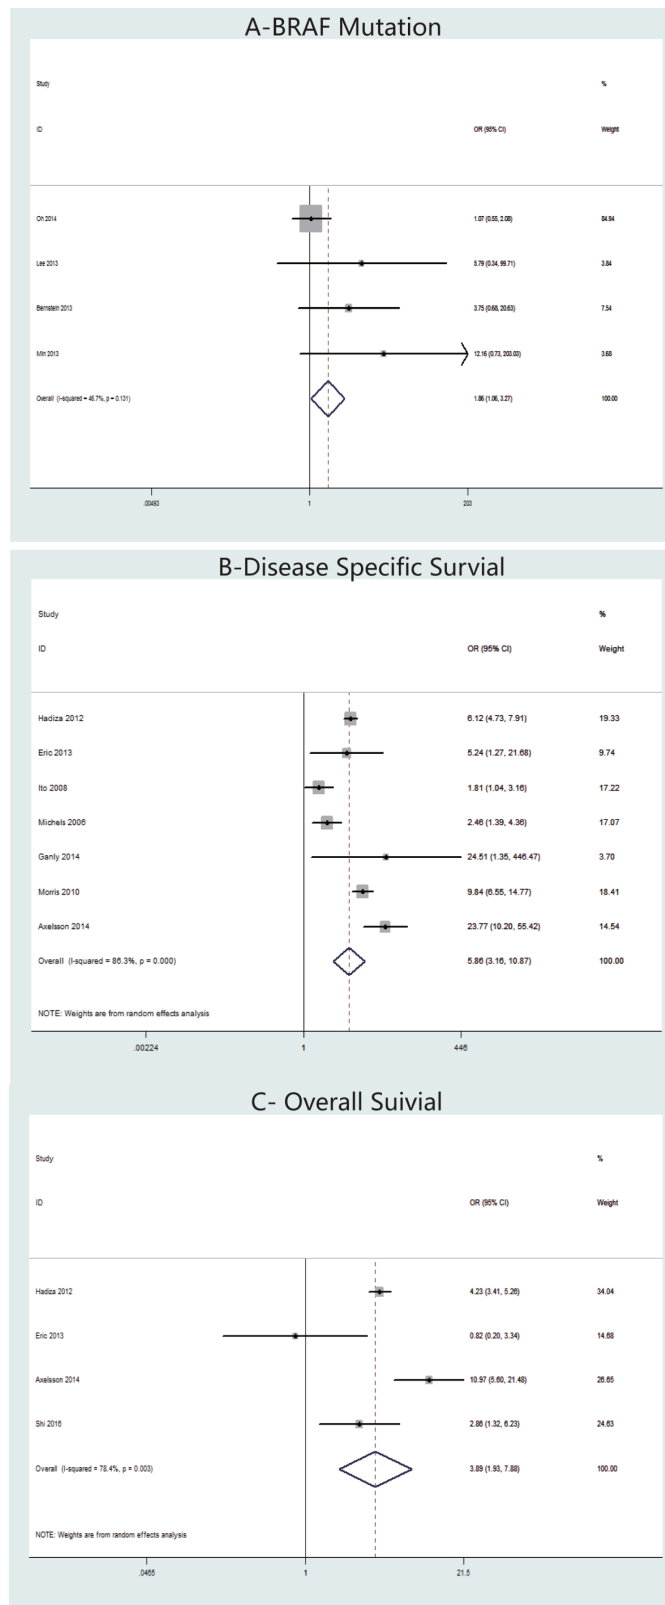 A-BRAF Mutation
Study %
ID OR (95% CI) Weight
Oh 2014 1.07 (0.55, 2.08) 84.94
Lee 2013 5.79 (0.34, 99.71) 3.84
Bernstein 2013 3.75 (0.68, 20.63) 7.54
Min 2013 12.16 (0.73, 203.03) 3.68
Overall (I-squared = 46.7%, p = 0.131) 1.86 (1.06, 3.27) 100.00
.00493 1 203
B-Disease Specific Survial
Study %
ID OR (95% CI) Weight
Hadiza 2012 6.12 (4.73, 7.91) 19.33
Eric 2013 5.24 (1.27, 21.68) 9.74
Ito 2008 1.81 (1.04, 3.16) 17.22
Michels 2006 2.46 (1.39, 4.36) 17.07
Ganly 2014 24.51 (1.35, 446.47) 3.70
Morris 2010 9.84 (6.55, 14.77) 18.41
Axelsson 2014 23.77 (10.20, 55.42) 14.54
Overall (I-squared = 86.3%, p = 0.000) 5.86 (3.16, 10.87) 100.00
NOTE: Weights are from random effects analysis
.00224 1 446
C- Overall Suivial
Study %
ID OR (95% CI) Weight
Hadiza 2012 4.23 (3.41, 5.26) 34.04
Eric 2013 0.82 (0.20, 3.34) 14.68
Axelsson 2014 10.97 (5.60, 21.48) 26.65
Shi 2016 2.86 (1.32, 6.23) 24.63
Overall (I-squared = 78.4%, p = 0.003) 3.89 (1.93, 7.88) 100.00
NOTE: Weights are from random effects analysis
.0465 1 21.5